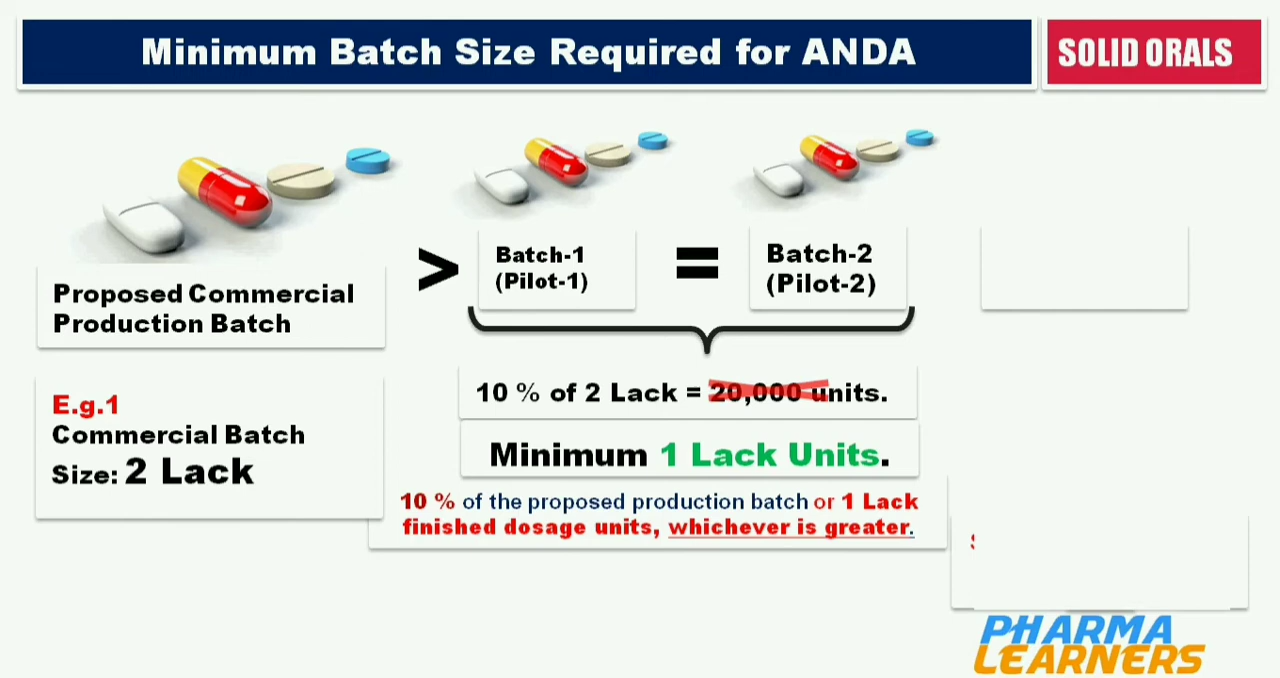 Minimum Batch Size Required for ANDA
SOLID ORALS
Proposed Commercial
Production Batch
>
Batch-1
(Pilot-1)
=
Batch-2
(Pilot-2)
E.g.1
Commercial Batch
Size: 2 Lack
10 % of 2 Lack = 20,000 units.
Minimum 1 Lack Units.
10 % of the proposed production batch or 1 Lack
finished dosage units, whichever is greater.
PHARMA
LEARNERS